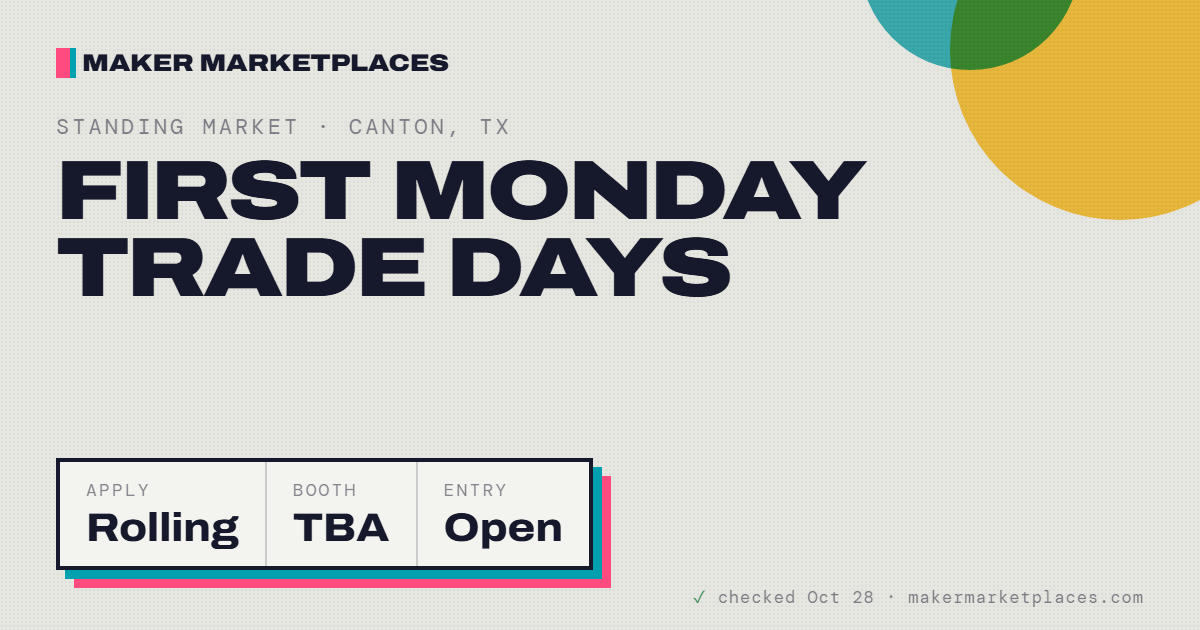 MAKER MARKETPLACES
STANDING MARKET · CANTON, TX
FIRST MONDAY
TRADE DAYS
APPLY BOOTH ENTRY
Rolling TBA Open
✓ checked Oct 28 · makermarketplaces.com